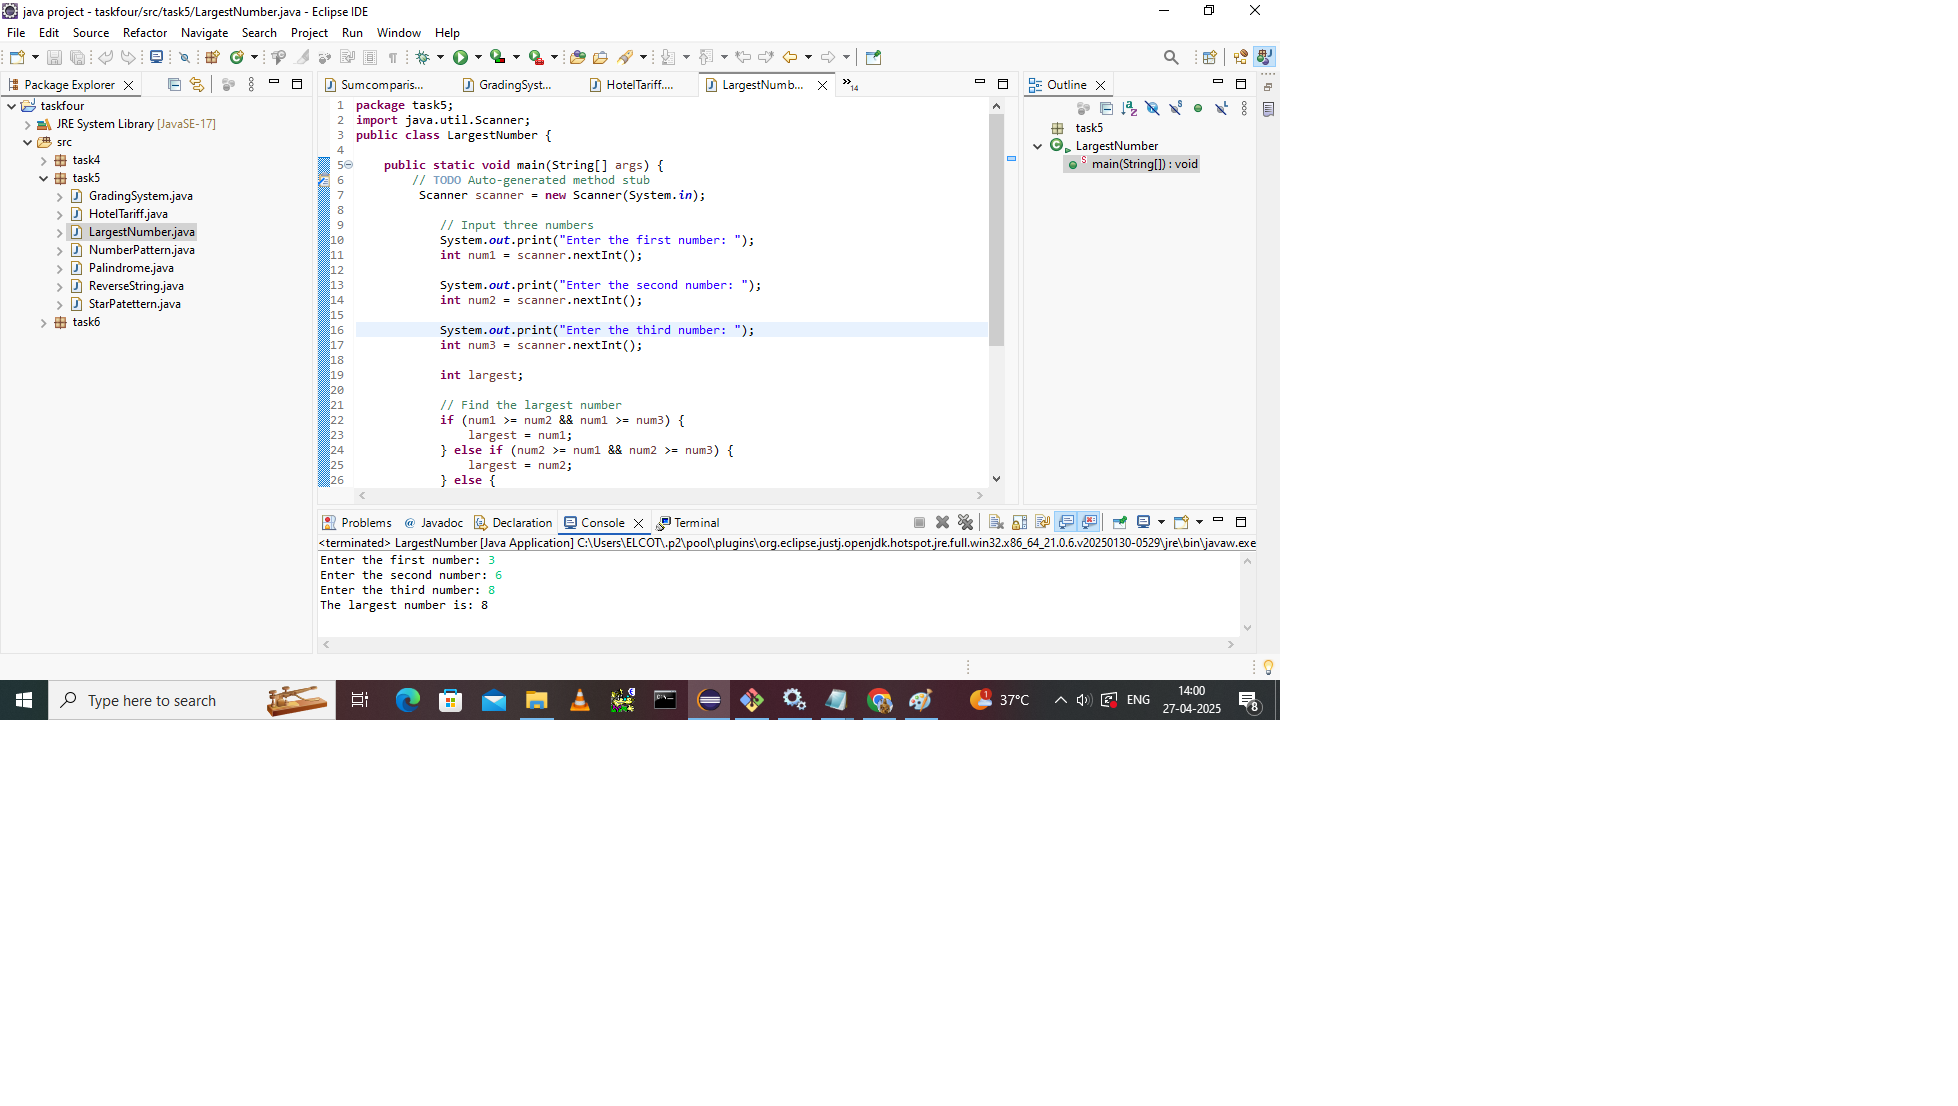 java project - taskfour/src/task5/LargestNumber.java - Eclipse IDE
File Edit Source Refactor Navigate Search Project Run Window Help
Package Explorer
taskfour
JRE System Library [JavaSE-17]
src
task4
task5
GradingSystem.java
HotelTariff.java
LargestNumber.java
NumberPattern.java
Palindrome.java
ReverseString.java
StarPatettern.java
task6
Sumcomparis... GradingSyst... HotelTariff.... LargestNumb... »14
1 package task5;
2 import java.util.Scanner;
3 public class LargestNumber {
4
5 public static void main(String[] args) {
6 // TODO Auto-generated method stub
7 Scanner scanner = new Scanner(System.in);
8
9 // Input three numbers
10 System.out.print("Enter the first number: ");
11 int num1 = scanner.nextInt();
12
13 System.out.print("Enter the second number: ");
14 int num2 = scanner.nextInt();
15
16 System.out.print("Enter the third number: ");
17 int num3 = scanner.nextInt();
18
19 int largest;
20
21 // Find the largest number
22 if (num1 >= num2 && num1 >= num3) {
23 largest = num1;
24 } else if (num2 >= num1 && num2 >= num3) {
25 largest = num2;
26 } else {
Outline
task5
LargestNumber
main(String[]) : void
Problems @ Javadoc Declaration Console Terminal
<terminated> LargestNumber [Java Application] C:\Users\ELCOT\.p2\pool\plugins\org.eclipse.justj.openjdk.hotspot.jre.full.win32.x86_64_21.0.6.v20250130-0529\jre\bin\javaw.exe
Enter the first number: 3
Enter the second number: 6
Enter the third number: 8
The largest number is: 8
Type here to search
1
37°C
ENG
14:00
27-04-2025
8